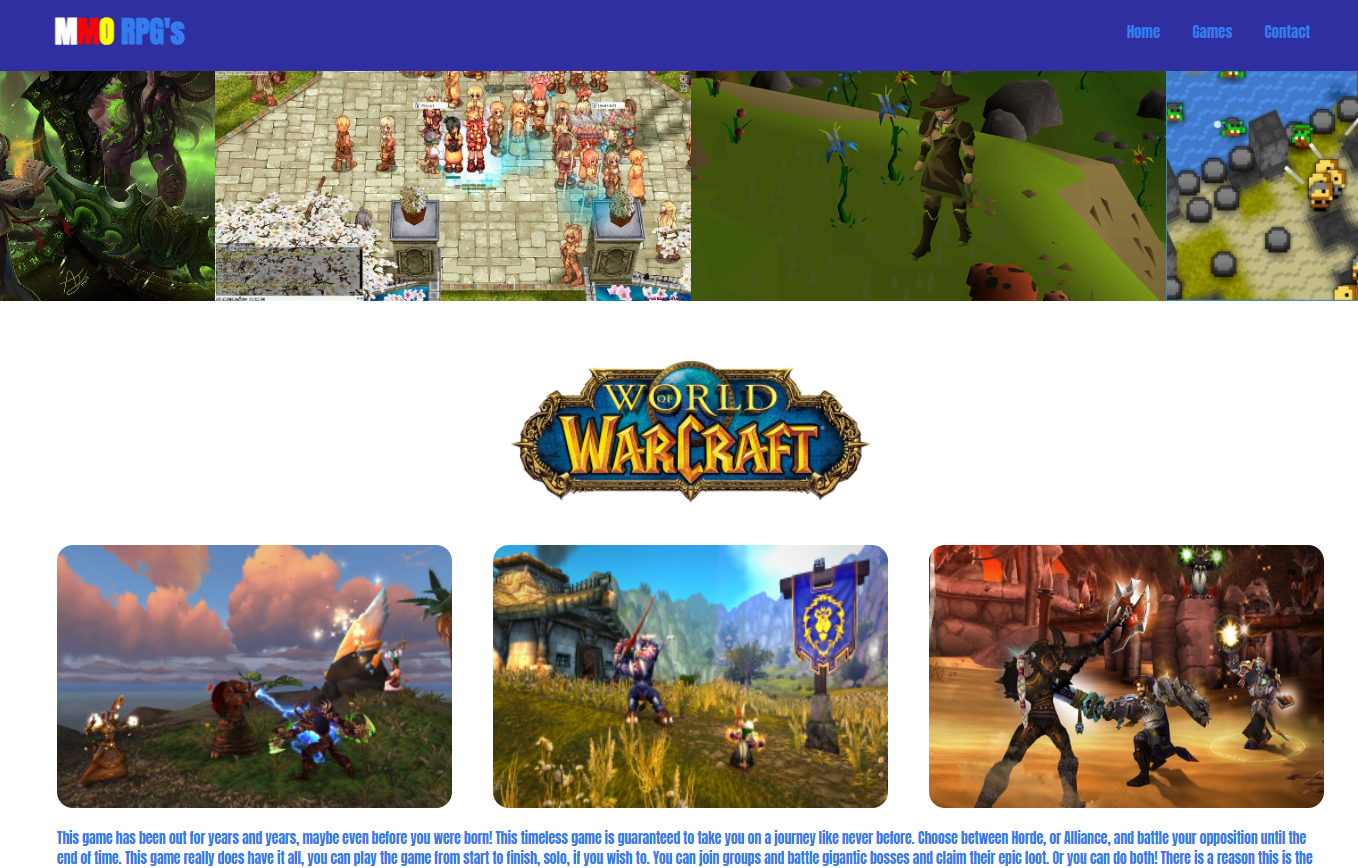 MMO RPG's
Home Games Contact
WORLD
OF
WARCRAFT
This game has been out for years and years, maybe even before you were born! This timeless game is guaranteed to take you on a journey like never before. Choose between Horde, or Alliance, and battle your opposition until the
end of time. This game really does have it all, you can play the game from start to finish, solo, if you wish to. You can join groups and battle gigantic bosses and claim their epic loot. Or you can do both! There is a reason this is the